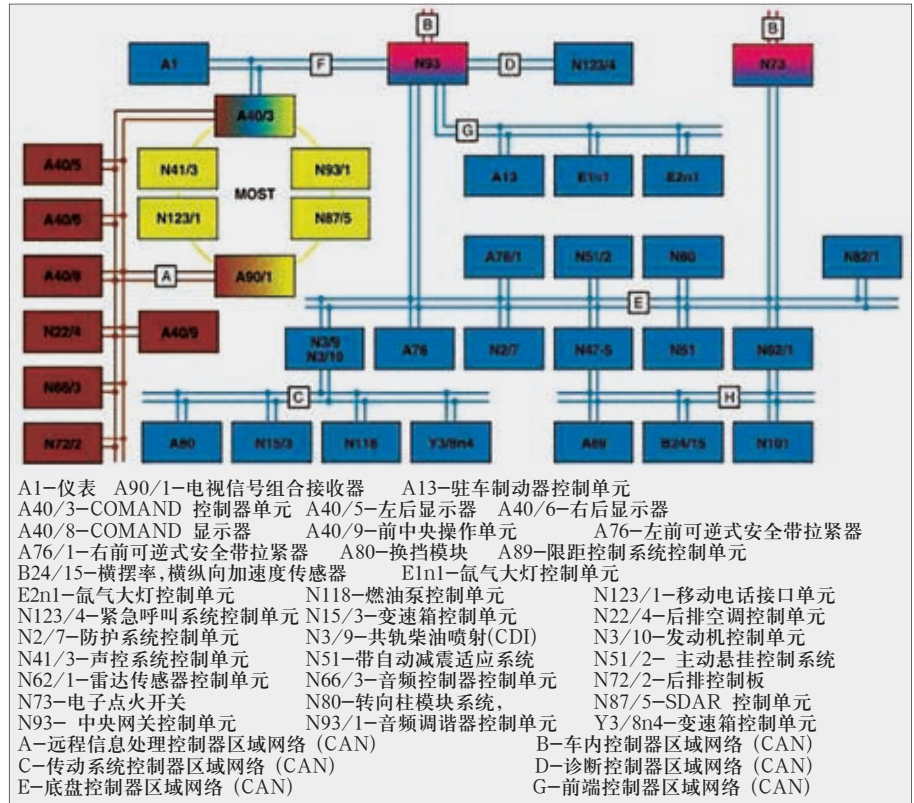 B
B
A1
F
N93
D
N123/4
N73
A40/3
G
A40/5
N41/3
N93/1
MOST
A13
E1n1
E2n1
A40/6
N123/1
N87/5
A40/8
A
A90/1
A76/1
N51/2
N80
N82/1
E
N22/4
A40/9
N3/9
N3/10
A76
N2/7
N47-5
N51
N62/1
N66/3
C
H
N72/2
A80
N15/3
N118
Y3/8n4
A89
B24/15
N101
A1-仪表 A90/1-电视信号组合接收器 A13-驻车制动器控制单元
A40/3-COMAND 控制器单元 A40/5-左后显示器 A40/6-右后显示器
A40/8-COMAND 显示器 A40/9-前中央操作单元 A76-左前可逆式安全带拉紧器
A76/1-右前可逆式安全带拉紧器 A80-换挡模块 A89-限距控制系统控制单元
B24/15-横摆率,横纵向加速度传感器 E1n1-氙气大灯控制单元
E2n1-氙气大灯控制单元 N118-燃油泵控制单元 N123/1-移动电话接口单元
N123/4-紧急呼叫系统控制单元 N15/3-变速箱控制单元 N22/4-后排空调控制单元
N2/7-防护系统控制单元 N3/9-共轨柴油喷射(CDI) N3/10-发动机控制单元
N41/3-声控系统控制单元 N51-带自动减震适应系统 N51/2- 主动悬挂控制系统
N62/1-雷达传感器控制单元 N66/3-音频控制器控制单元 N72/2-后排控制板
N73-电子点火开关 N80-转向柱模块系统, N87/5-SDAR 控制单元
N93- 中央网关控制单元 N93/1-音频调谐器控制单元 Y3/8n4-变速箱控制单元
A-远程信息处理控制器区域网络 (CAN) B-车内控制器区域网络 (CAN)
C-传动系统控制器区域网络 (CAN) D-诊断控制器区域网络 (CAN)
E-底盘控制器区域网络 (CAN) G-前端控制器区域网络 (CAN)